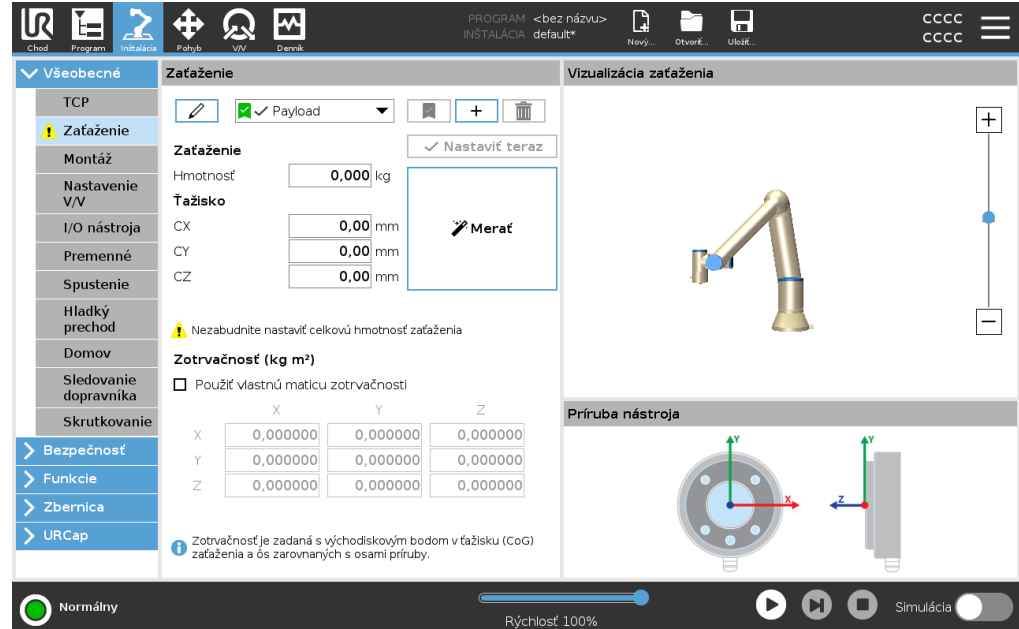 PROGRAM <bez názvu>
INŠTALÁCIA default*
Chod
Program
Inštalácia
Pohyb
V/V
Denník
Nový...
Otvoriť...
Uložiť...
cccc
cccc
Všeobecné
TCP
Zaťaženie
Montáž
Nastavenie
V/V
I/O nástroja
Premenné
Spustenie
Hladký
prechod
Domov
Sledovanie
dopravníka
Skrutkovanie
Bezpečnosť
Funkcie
Zbernica
URCap
Zaťaženie
Payload
Nastaviť teraz
Zaťaženie
Hmotnosť 0,000 kg
Ťažisko
CX 0,00 mm
CY 0,00 mm
CZ 0,00 mm
Merať
Nezabudnite nastaviť celkovú hmotnosť zaťaženia
Zotrvačnosť (kg m²)
Použiť vlastnú maticu zotrvačnosti
X Y Z
X 0,000000 0,000000 0,000000
Y 0,000000 0,000000 0,000000
Z 0,000000 0,000000 0,000000
Zotrvačnosť je zadaná s východiskovým bodom v ťažisku (CoG)
zaťaženia a ôs zarovnaných s osami príruby.
Vizualizácia zaťaženia
Príruba nástroja
Y
X
Y
Z
Normálny
Rýchlosť 100%
Simulácia